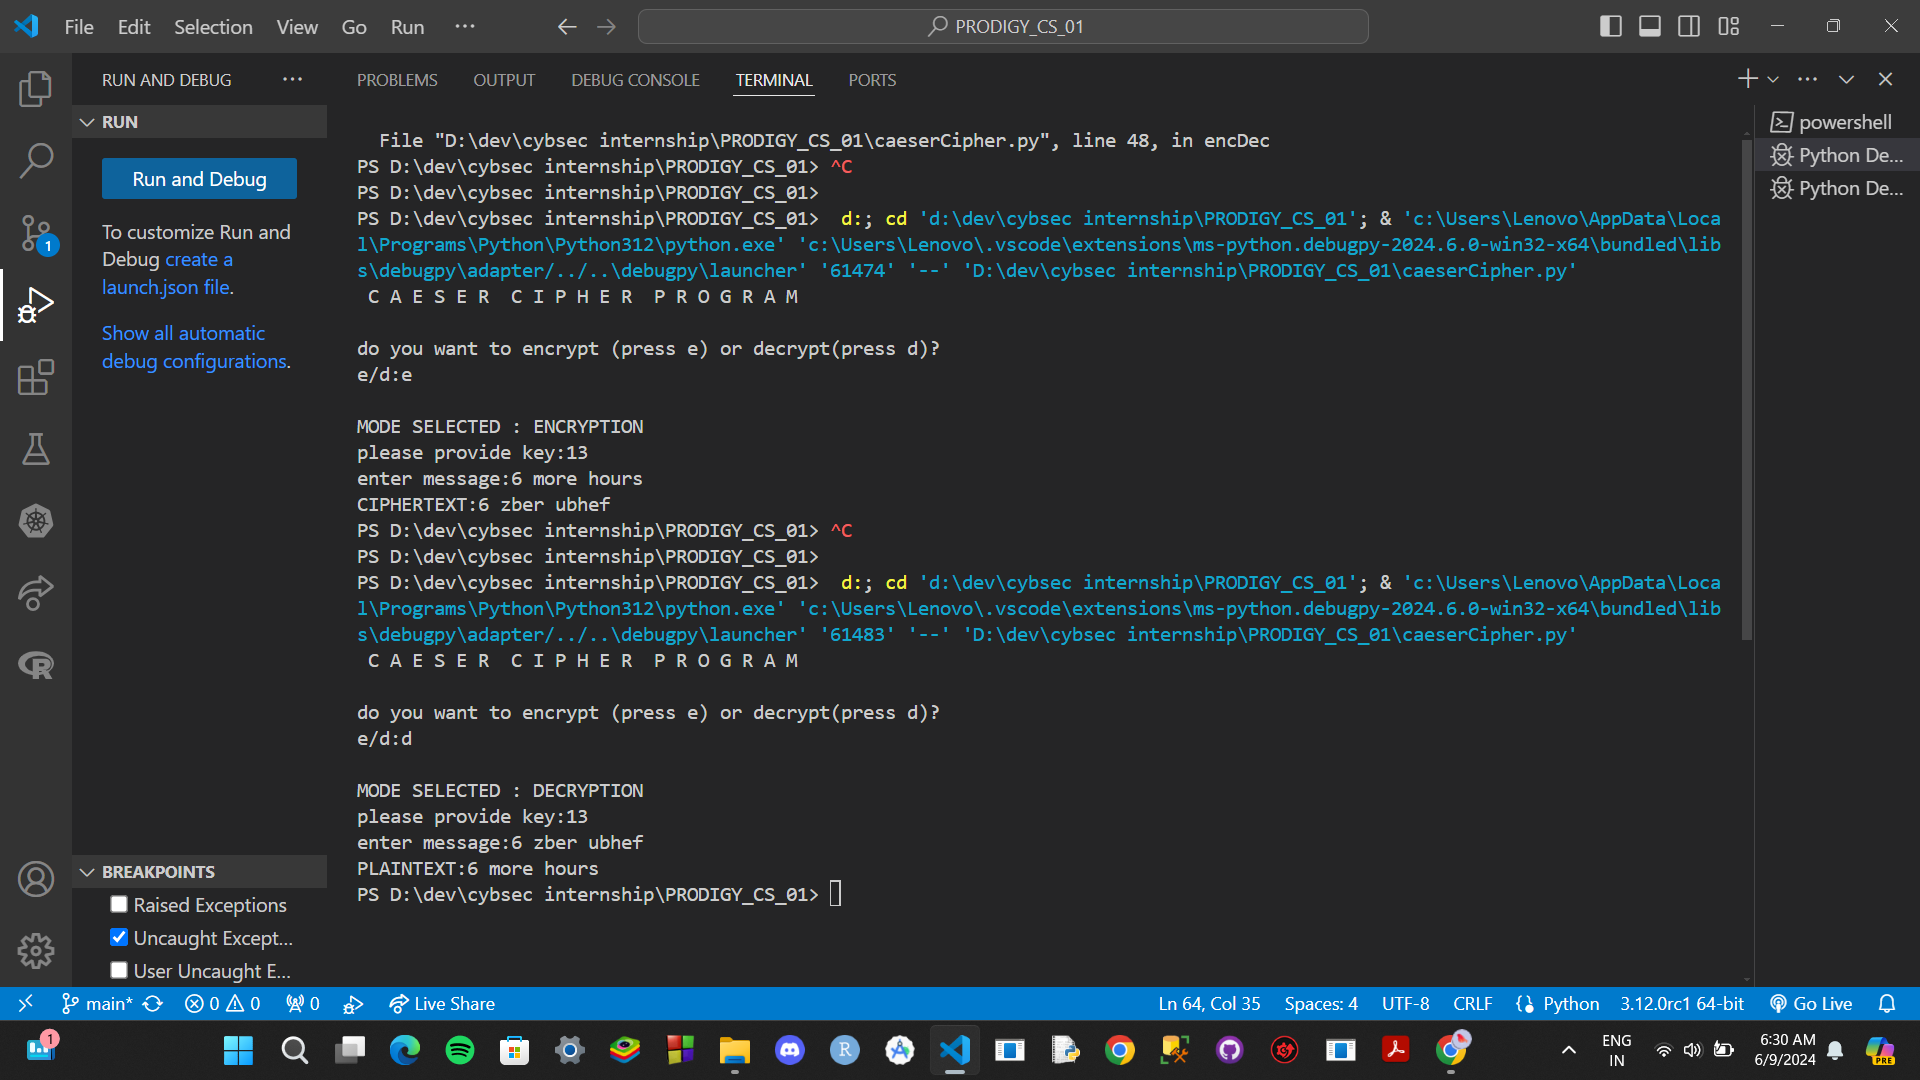 File Edit Selection View Go Run ··· PRODIGY_CS_01
RUN AND DEBUG ···
PROBLEMS OUTPUT DEBUG CONSOLE TERMINAL PORTS
RUN
Run and Debug
To customize Run and
Debug create a
launch.json file.
Show all automatic
debug configurations.
File "D:\dev\cybsec internship\PRODIGY_CS_01\caeserCipher.py", line 48, in encDec
PS D:\dev\cybsec internship\PRODIGY_CS_01> ^C
PS D:\dev\cybsec internship\PRODIGY_CS_01>
PS D:\dev\cybsec internship\PRODIGY_CS_01>  d:; cd 'd:\dev\cybsec internship\PRODIGY_CS_01'; & 'c:\Users\Lenovo\AppData\Loca
l\Programs\Python\Python312\python.exe' 'c:\Users\Lenovo\.vscode\extensions\ms-python.debugpy-2024.6.0-win32-x64\bundled\lib
s\debugpy\adapter/../..\debugpy\launcher' '61474' '--' 'D:\dev\cybsec internship\PRODIGY_CS_01\caeserCipher.py'
C A E S E R  C I P H E R  P R O G R A M
do you want to encrypt (press e) or decrypt(press d)?
e/d:e
MODE SELECTED : ENCRYPTION
please provide key:13
enter message:6 more hours
CIPHERTEXT:6 zber ubhef
PS D:\dev\cybsec internship\PRODIGY_CS_01> ^C
PS D:\dev\cybsec internship\PRODIGY_CS_01>
PS D:\dev\cybsec internship\PRODIGY_CS_01>  d:; cd 'd:\dev\cybsec internship\PRODIGY_CS_01'; & 'c:\Users\Lenovo\AppData\Loca
l\Programs\Python\Python312\python.exe' 'c:\Users\Lenovo\.vscode\extensions\ms-python.debugpy-2024.6.0-win32-x64\bundled\lib
s\debugpy\adapter/../..\debugpy\launcher' '61483' '--' 'D:\dev\cybsec internship\PRODIGY_CS_01\caeserCipher.py'
C A E S E R  C I P H E R  P R O G R A M
do you want to encrypt (press e) or decrypt(press d)?
e/d:d
MODE SELECTED : DECRYPTION
please provide key:13
enter message:6 zber ubhef
PLAINTEXT:6 more hours
PS D:\dev\cybsec internship\PRODIGY_CS_01>
powershell
Python De...
Python De...
1
BREAKPOINTS
Raised Exceptions
Uncaught Except...
User Uncaught E...
main* 0 0 0 Live Share Ln 64, Col 35 Spaces: 4 UTF-8 CRLF Python 3.12.0rc1 64-bit Go Live
1 R ENG 6:30 AM
IN 6/9/2024 PRE